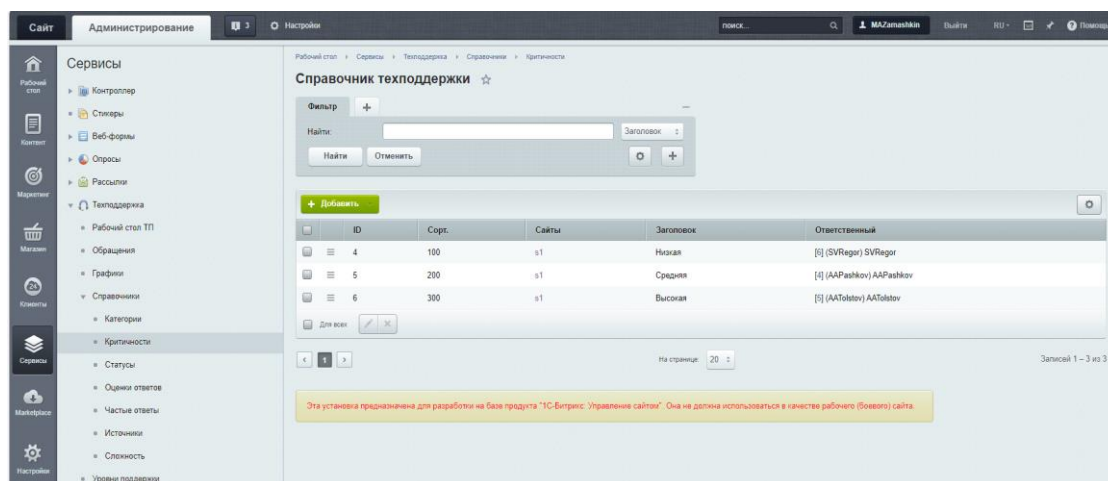 Сайт
Администрирование
3
Настройки
поиск...
MAZamashkin
Выйти
RU
Помощь
Рабочий стол
Контент
Маркетинг
Магазин
24
Клиенты
Сервисы
Marketplace
Настройки
Сервисы
Контроллер
Стикеры
Веб-формы
Опросы
Рассылки
Техподдержка
Рабочий стол ТП
Обращения
Графики
Справочники
Категории
Критичности
Статусы
Оценки ответов
Частые ответы
Источники
Сложность
Уровни поддержки
Рабочий стол Сервисы Техподдержка Справочники Критичности
Справочник техподдержки
Фильтр
Найти: Заголовок
Найти Отменить
+ Добавить
ID Сорт. Сайты Заголовок Ответственный
4 100 s1 Низкая [6] (SVRegor) SVRegor
5 200 s1 Средняя [4] (AAPashkov) AAPashkov
6 300 s1 Высокая [5] (AATolstov) AATolstov
Для всех
1 На странице: 20 Записей 1 – 3 из 3
Эта установка предназначена для разработки на базе продукта "1С-Битрикс: Управление сайтом". Она не должна использоваться в качестве рабочего (боевого) сайта.